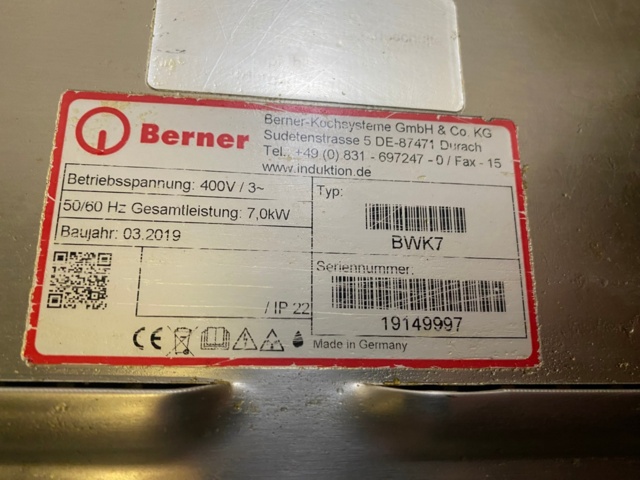 Berner
Berner-Kochsysteme GmbH & Co. KG
Sudetenstrasse 5 DE-87471 Durach
Tel. +49 (0) 831 - 697247 - 0 / Fax - 15
www.induktion.de
Betriebsspannung: 400V / 3~
50/60 Hz Gesamtleistung: 7,0kW
Baujahr: 03.2019
/ IP 22
Typ:
BWK7
Seriennummer:
19149997
CE
Made in Germany